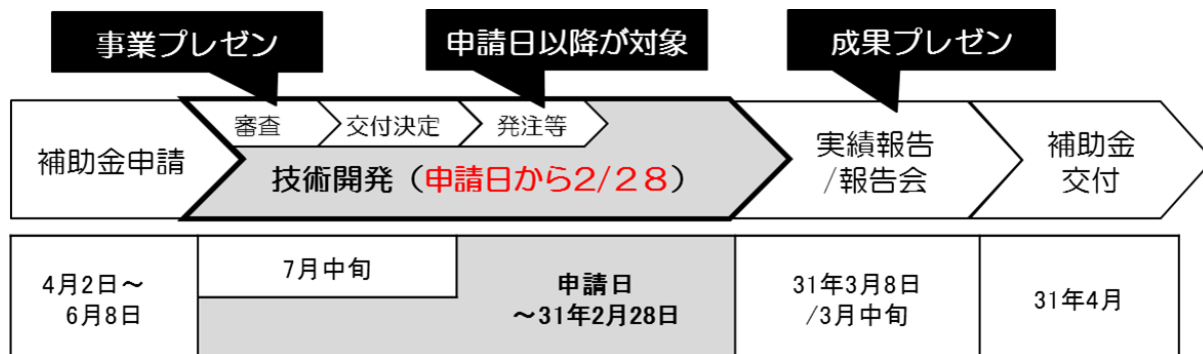 事業プレゼン
申請日以降が対象
成果プレゼン
補助金申請
審査
交付決定
発注等
技術開発（申請日から2/28）
実績報告
/報告会
補助金
交付
4月2日～
6月8日
7月中旬
申請日
～31年2月28日
31年3月8日
/3月中旬
31年4月